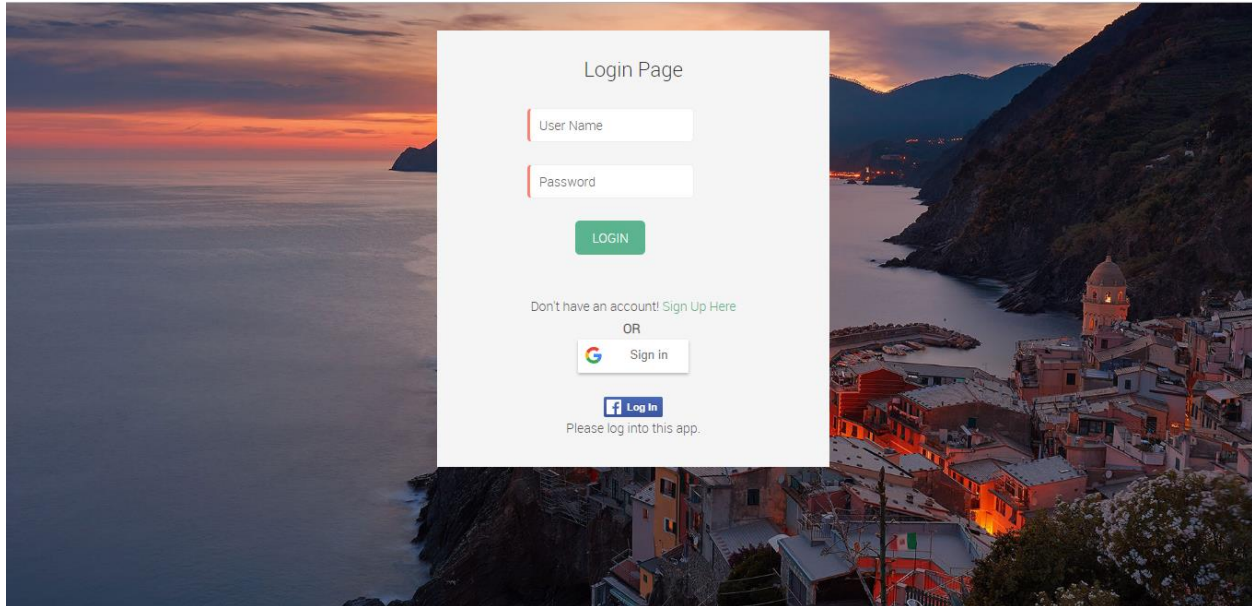 Login Page
User Name
Password
LOGIN
Don't have an account! Sign Up Here
OR
Sign in
Log In
Please log into this app.